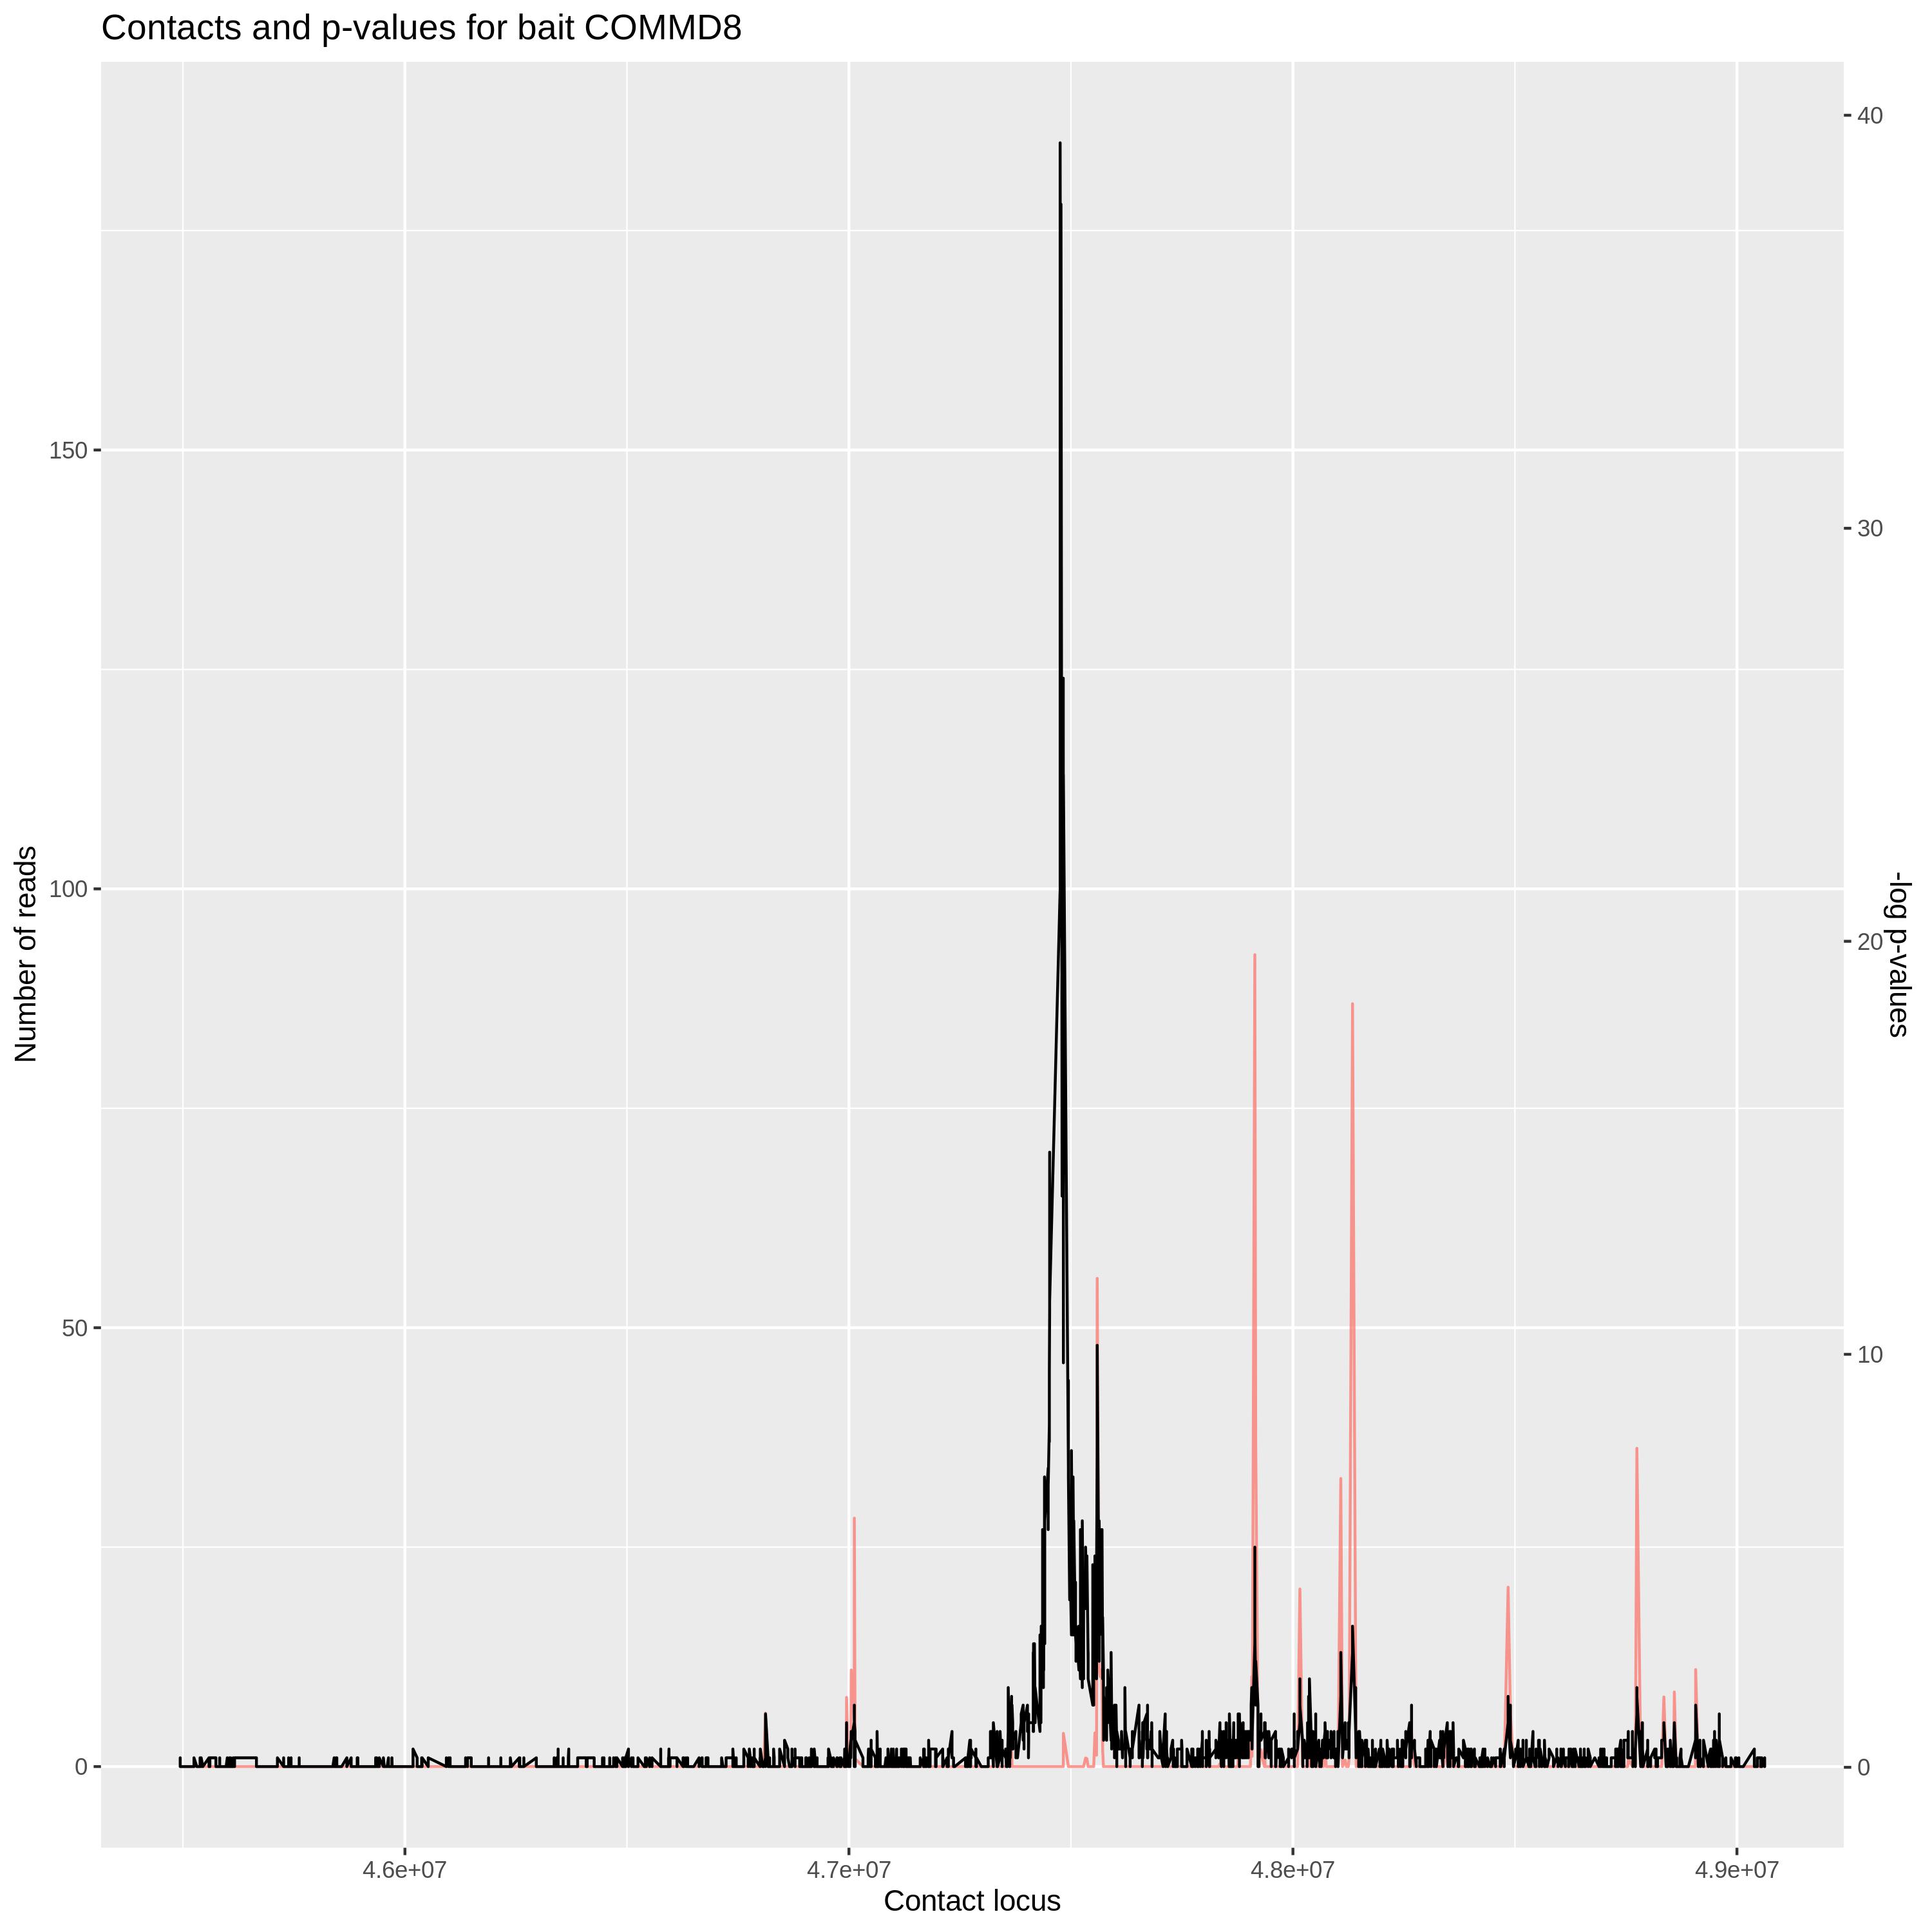 Contacts and p-values for bait COMMD8
40
150
30
Number of reads
100
20
-log p-values
50
10
0
0
4.6e+07
4.7e+07
4.8e+07
4.9e+07
Contact locus